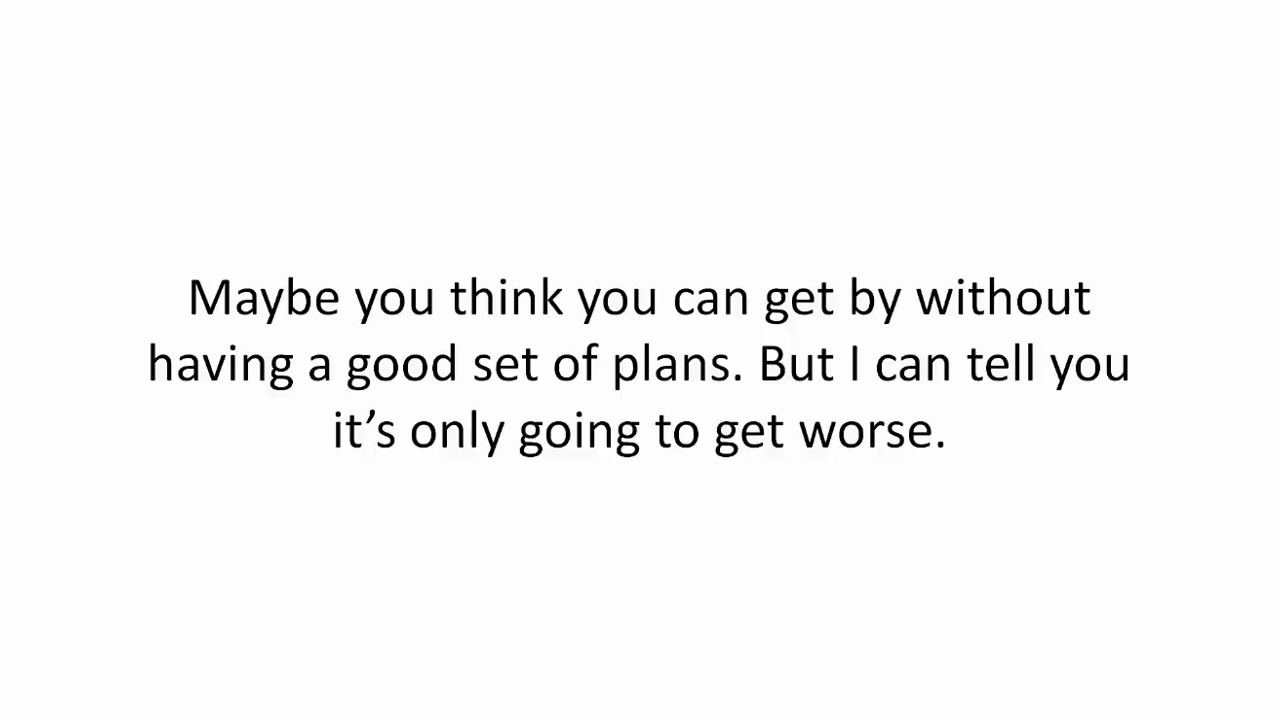 Maybe you think you can get by without
having a good set of plans. But I can tell you
it’s only going to get worse.